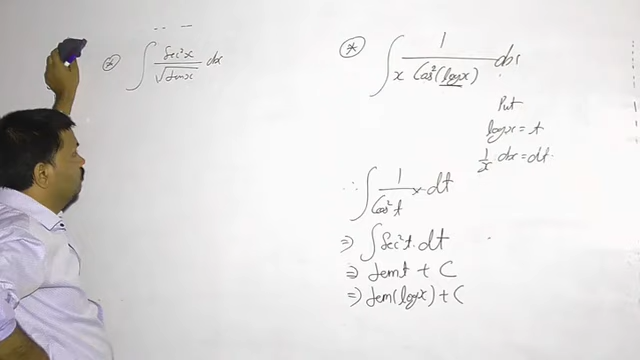 * ∫ sec²x / √tanx dx
* ∫ 1 / x cos²(logx) dx
Put
logx = t
1/x · dx = dt.
∴ ∫ 1 / cos²t × dt
⇒ ∫ sec²t · dt
⇒ tant + C
⇒ tan(logx) + C